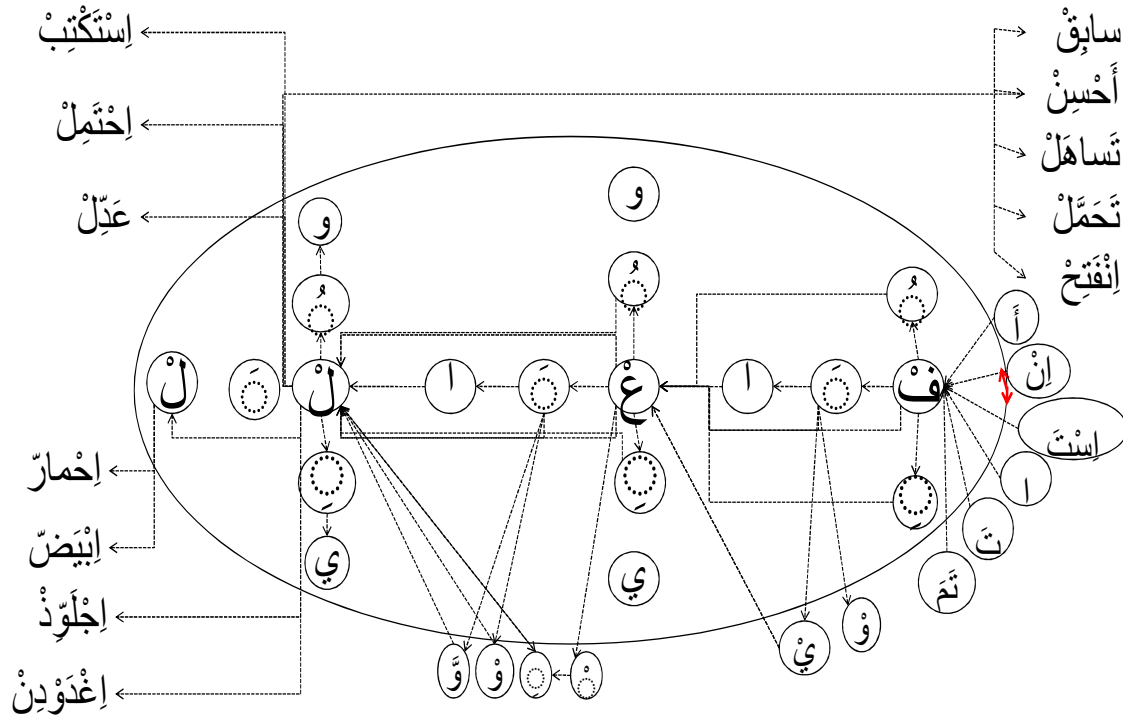 سابِقْ
أَحْسِنْ
تَساهَلْ
تَحَمَّلْ
اِنْفَتِحْ
اِسْتَكْتِبْ
اِحْتَمِلْ
عَدِّلْ
و
و
ُ
ُ
ُ
أَ
اِنْ
اِسْتَ
ا
تَ
تَمَ
فْ
َ
ا
عْ
َ
ا
لْ
َ
لْ
ِ
ِ
ِ
ي
ي
وْ
يْ
ْ
ِ
وْ
وَّ
اِحْمارّ
اِبْيَضّ
اِجْلَوِّذْ
اِغْدَوْدِنْ